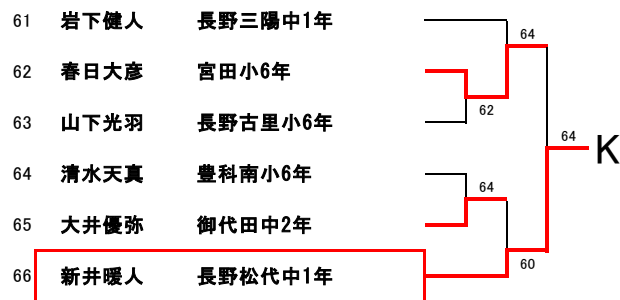 61 岩下健人 長野三陽中1年
64
62 春日大彦 宮田小6年
62
63 山下光羽 長野古里小6年
64 K
64 清水天真 豊科南小6年
64
65 大井優弥 御代田中2年
60
66 新井暖人 長野松代中1年